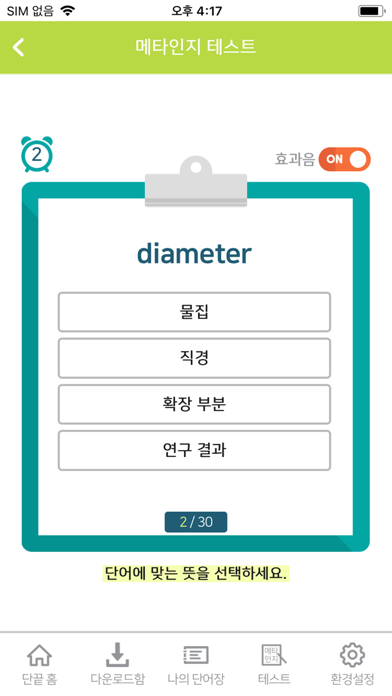 SIM 없음 오후 4:17
메타인지 테스트
2 효과음 ON
diameter
물집
직경
확장 부분
연구 결과
2 / 30
단어에 맞는 뜻을 선택하세요.
메타
인지
단끝 홈 다운로드함 나의 단어장 테스트 환경설정